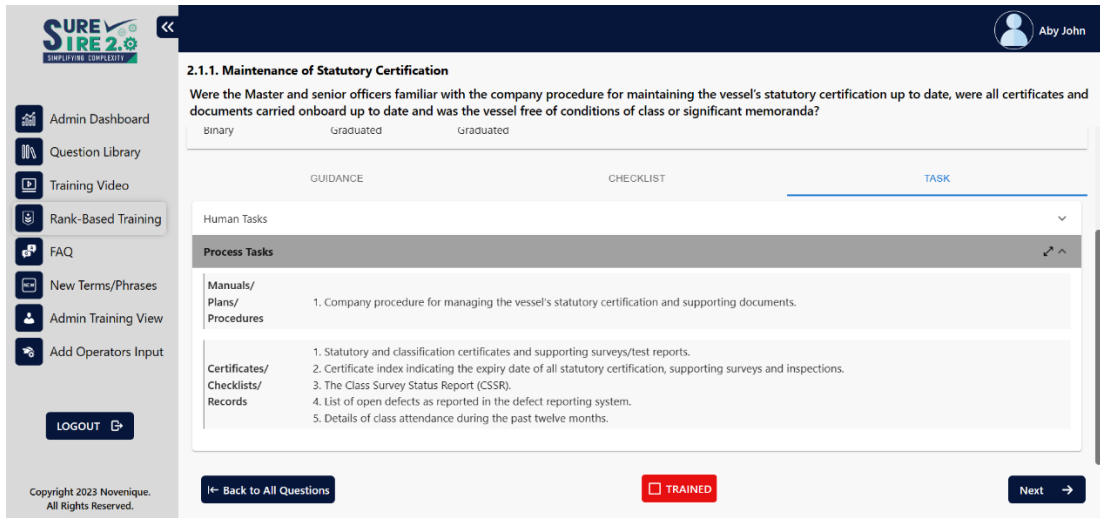 SURE
SIRE 2.0
SIMPLIFYING COMPLEXITY
Aby John
Admin Dashboard
Question Library
Training Video
Rank-Based Training
FAQ
New Terms/Phrases
Admin Training View
Add Operators Input
LOGOUT
Copyright 2023 Novenique.
All Rights Reserved.
2.1.1. Maintenance of Statutory Certification
Were the Master and senior officers familiar with the company procedure for maintaining the vessel's statutory certification up to date, were all certificates and
documents carried onboard up to date and was the vessel free of conditions of class or significant memoranda?
Binary Graduated Graduated
GUIDANCE CHECKLIST TASK
Human Tasks
Process Tasks
Manuals/
Plans/
Procedures
1. Company procedure for managing the vessel's statutory certification and supporting documents.
Certificates/
Checklists/
Records
1. Statutory and classification certificates and supporting surveys/test reports.
2. Certificate index indicating the expiry date of all statutory certification, supporting surveys and inspections.
3. The Class Survey Status Report (CSSR).
4. List of open defects as reported in the defect reporting system.
5. Details of class attendance during the past twelve months.
Back to All Questions
TRAINED
Next